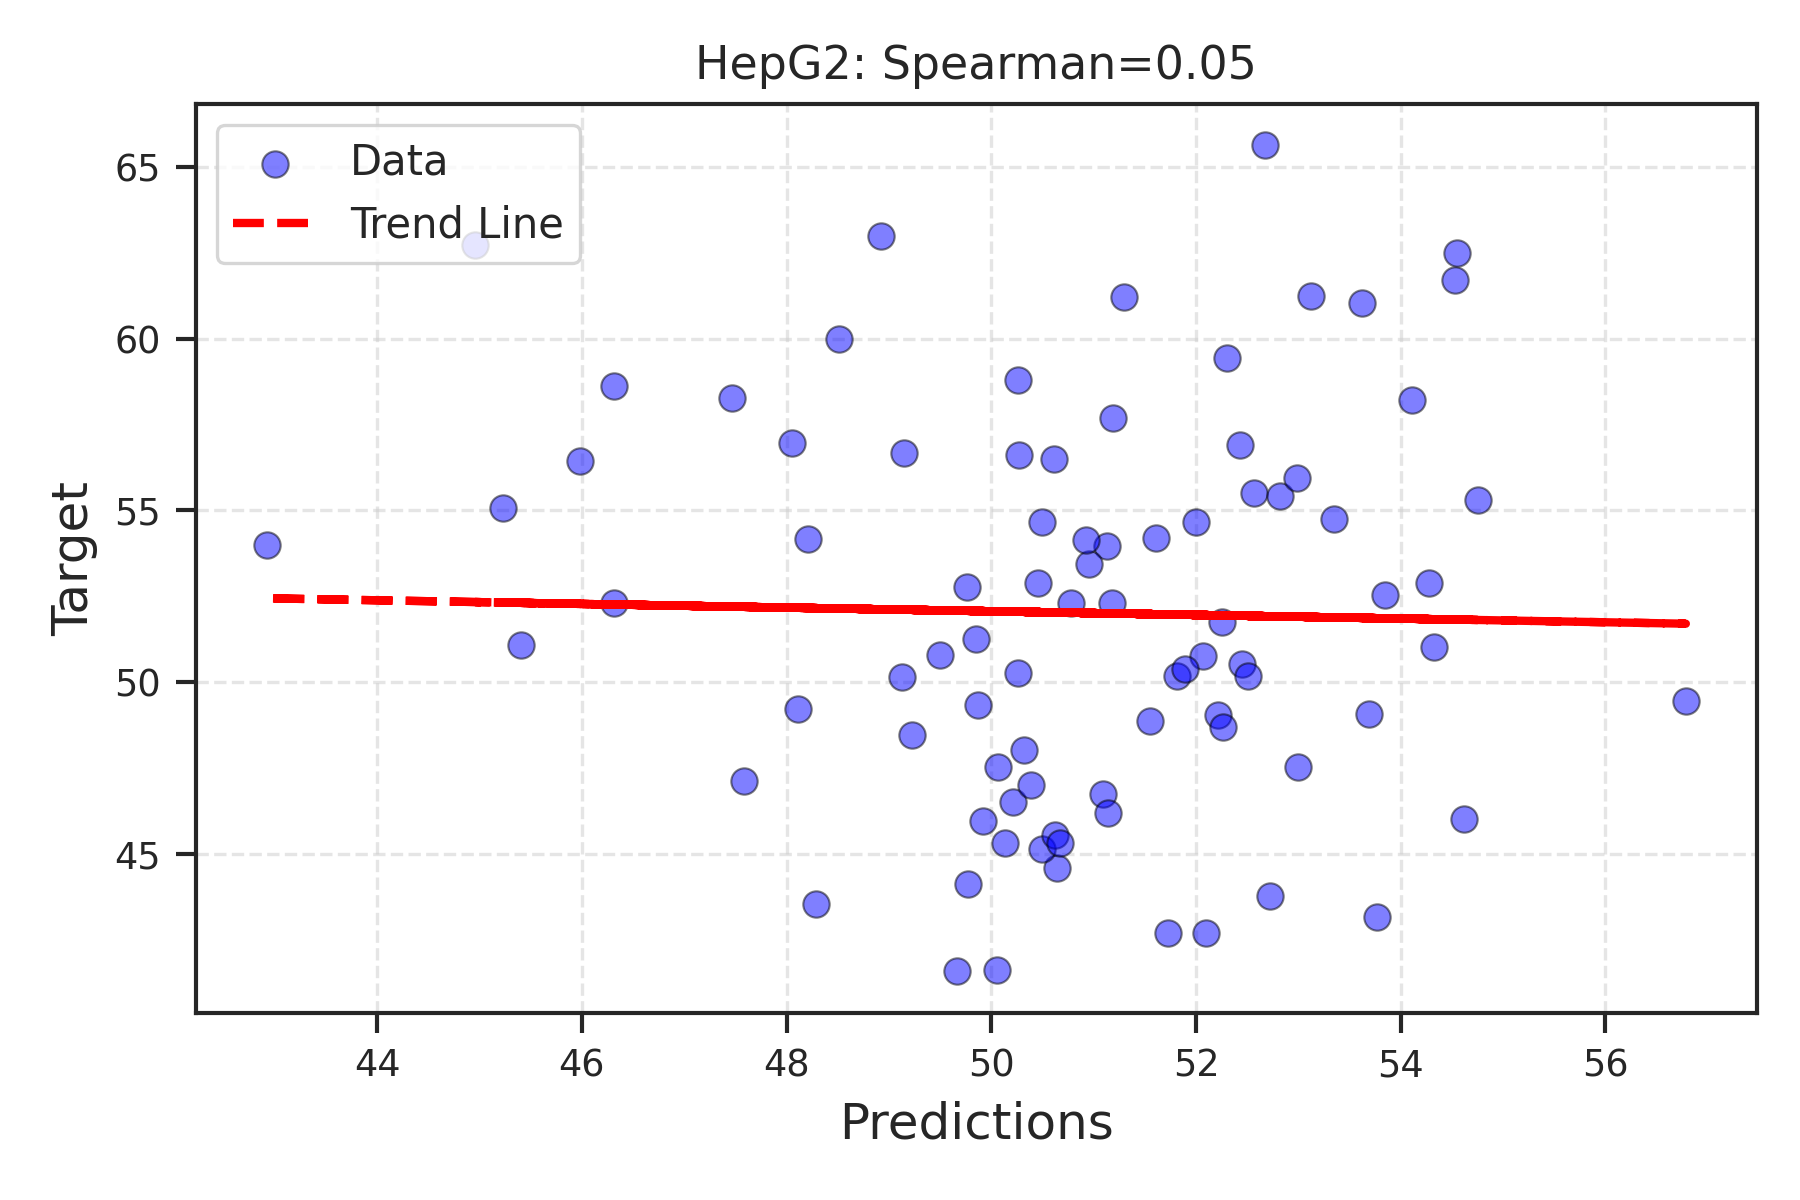 HepG2: Spearman=0.05
Data
Trend Line
65
60
55
50
45
Target
44 46 48 50 52 54 56
Predictions